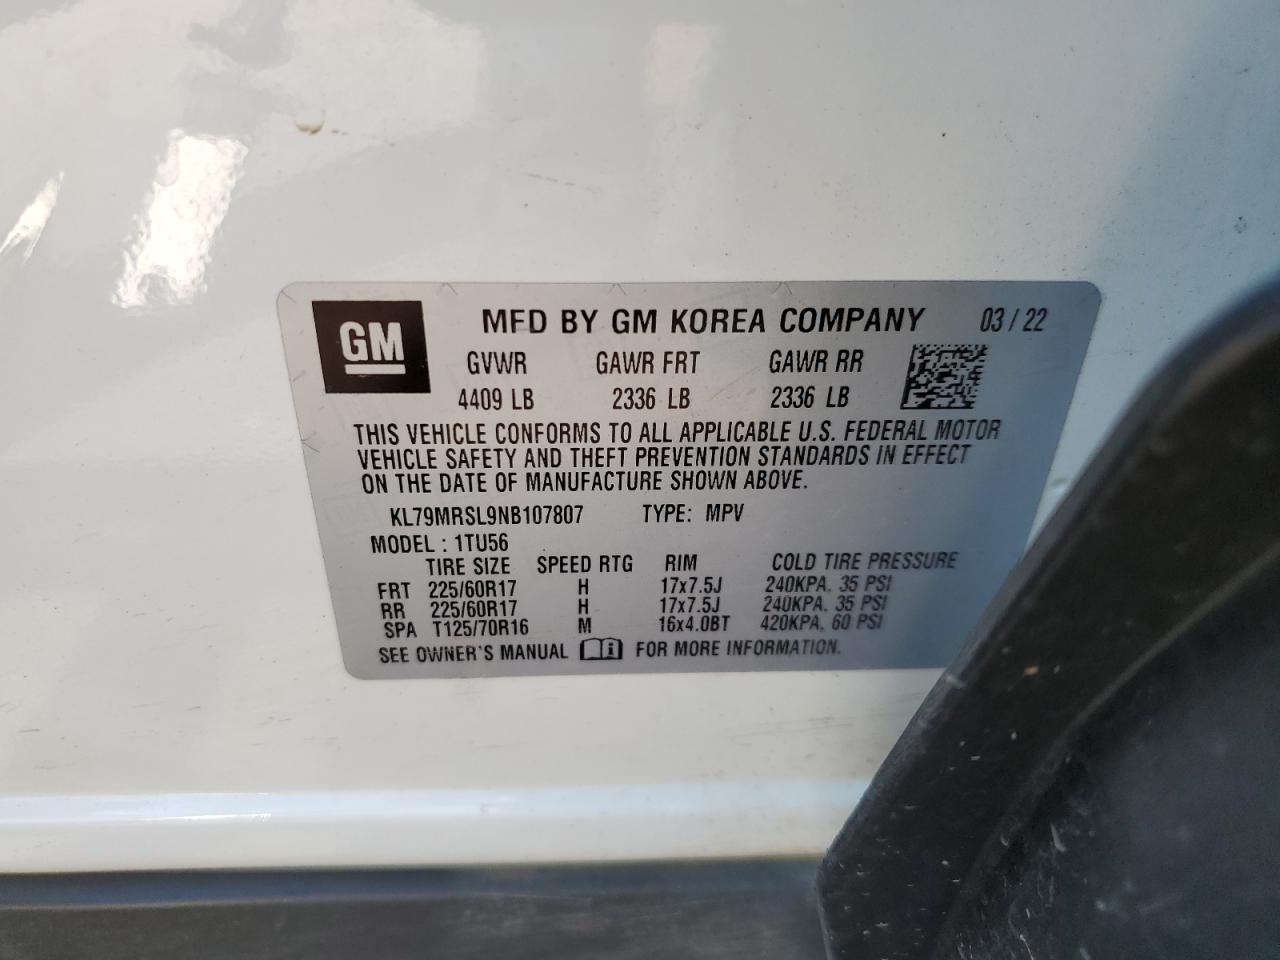 GM MFD BY GM KOREA COMPANY 03 / 22
GVWR GAWR FRT GAWR RR
4409 LB 2336 LB 2336 LB
THIS VEHICLE CONFORMS TO ALL APPLICABLE U.S. FEDERAL MOTOR
VEHICLE SAFETY AND THEFT PREVENTION STANDARDS IN EFFECT
ON THE DATE OF MANUFACTURE SHOWN ABOVE.
KL79MRSL9NB107807 TYPE: MPV
MODEL : 1TU56
TIRE SIZE SPEED RTG RIM COLD TIRE PRESSURE
FRT 225/60R17 H 17x7.5J 240KPA. 35 PSI
RR 225/60R17 H 17x7.5J 240KPA. 35 PSI
SPA T125/70R16 M 16x4.0BT 420KPA. 60 PSI
SEE OWNER'S MANUAL FOR MORE INFORMATION.